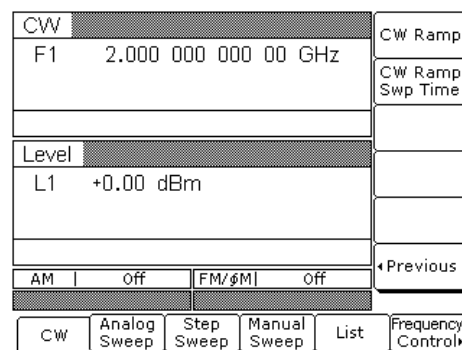 CW
F1 2.000 000 000 00 GHz
Level
L1 +0.00 dBm
AM Off FM/ϕM Off
CW Ramp
CW Ramp
Swp Time
◂Previous
CW
Analog
Sweep
Step
Sweep
Manual
Sweep
List
Frequency
Control▸